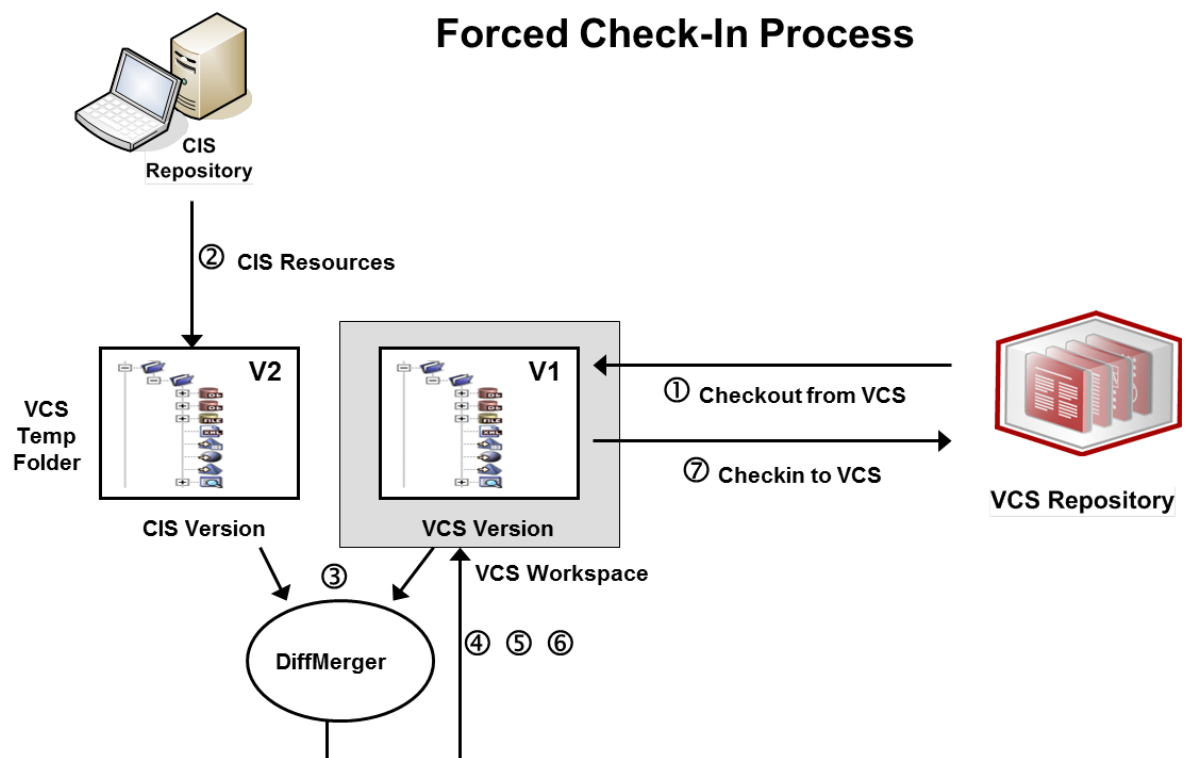 Forced Check-In Process
CIS
Repository
② CIS Resources
V2
V1
VCS
Temp
Folder
① Checkout from VCS
⑦ Checkin to VCS
VCS Repository
CIS Version
VCS Version
③
VCS Workspace
④ ⑤ ⑥
DiffMerger